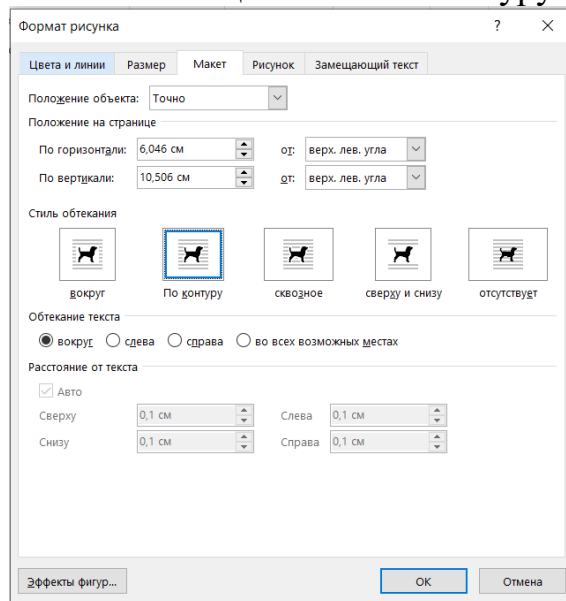 Формат рисунка ? ×
Цвета и линии Размер Макет Рисунок Замещающий текст
Положение объекта: Точно
Положение на странице
По горизонтали: 6,046 см от: верх. лев. угла
По вертикали: 10,506 см от: верх. лев. угла
Стиль обтекания
вокруг По контуру сквозное сверху и снизу отсутствует
Обтекание текста
вокруг слева справа во всех возможных местах
Расстояние от текста
Авто
Сверху 0,1 см Слева 0,1 см
Снизу 0,1 см Справа 0,1 см
Эффекты фигур... ОК Отмена